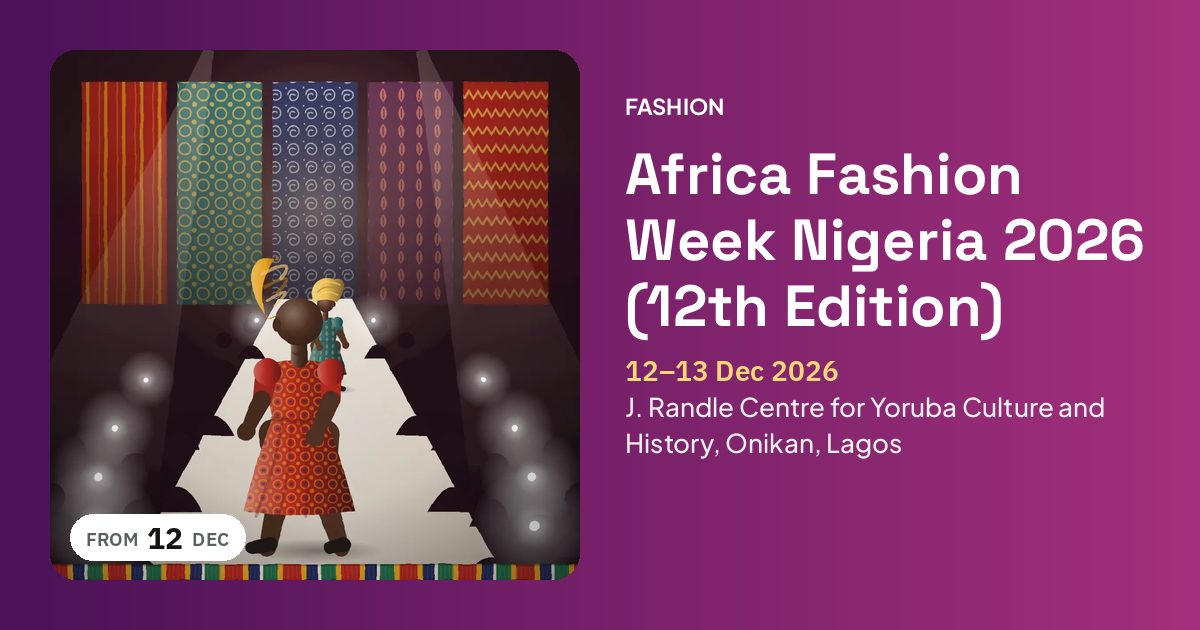 FASHION
Africa Fashion
Week Nigeria 2026
(12th Edition)
12–13 Dec 2026
J. Randle Centre for Yoruba Culture and
History, Onikan, Lagos
FROM 12 DEC